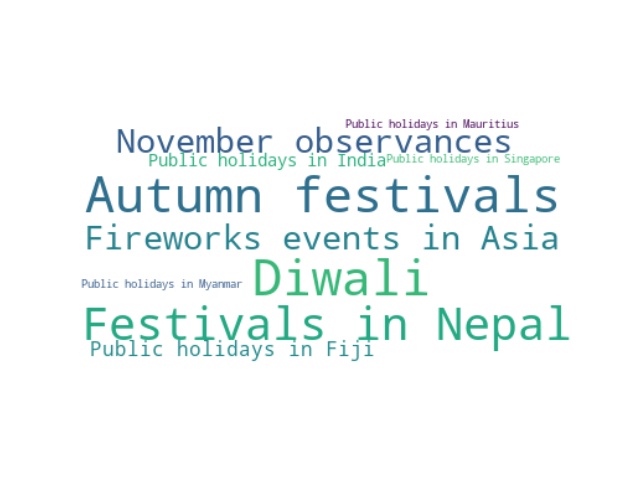 Public holidays in Mauritius
November observances
Public holidays in India
Public holidays in Singapore
Autumn festivals
Fireworks events in Asia
Diwali
Public holidays in Myanmar
Festivals in Nepal
Public holidays in Fiji